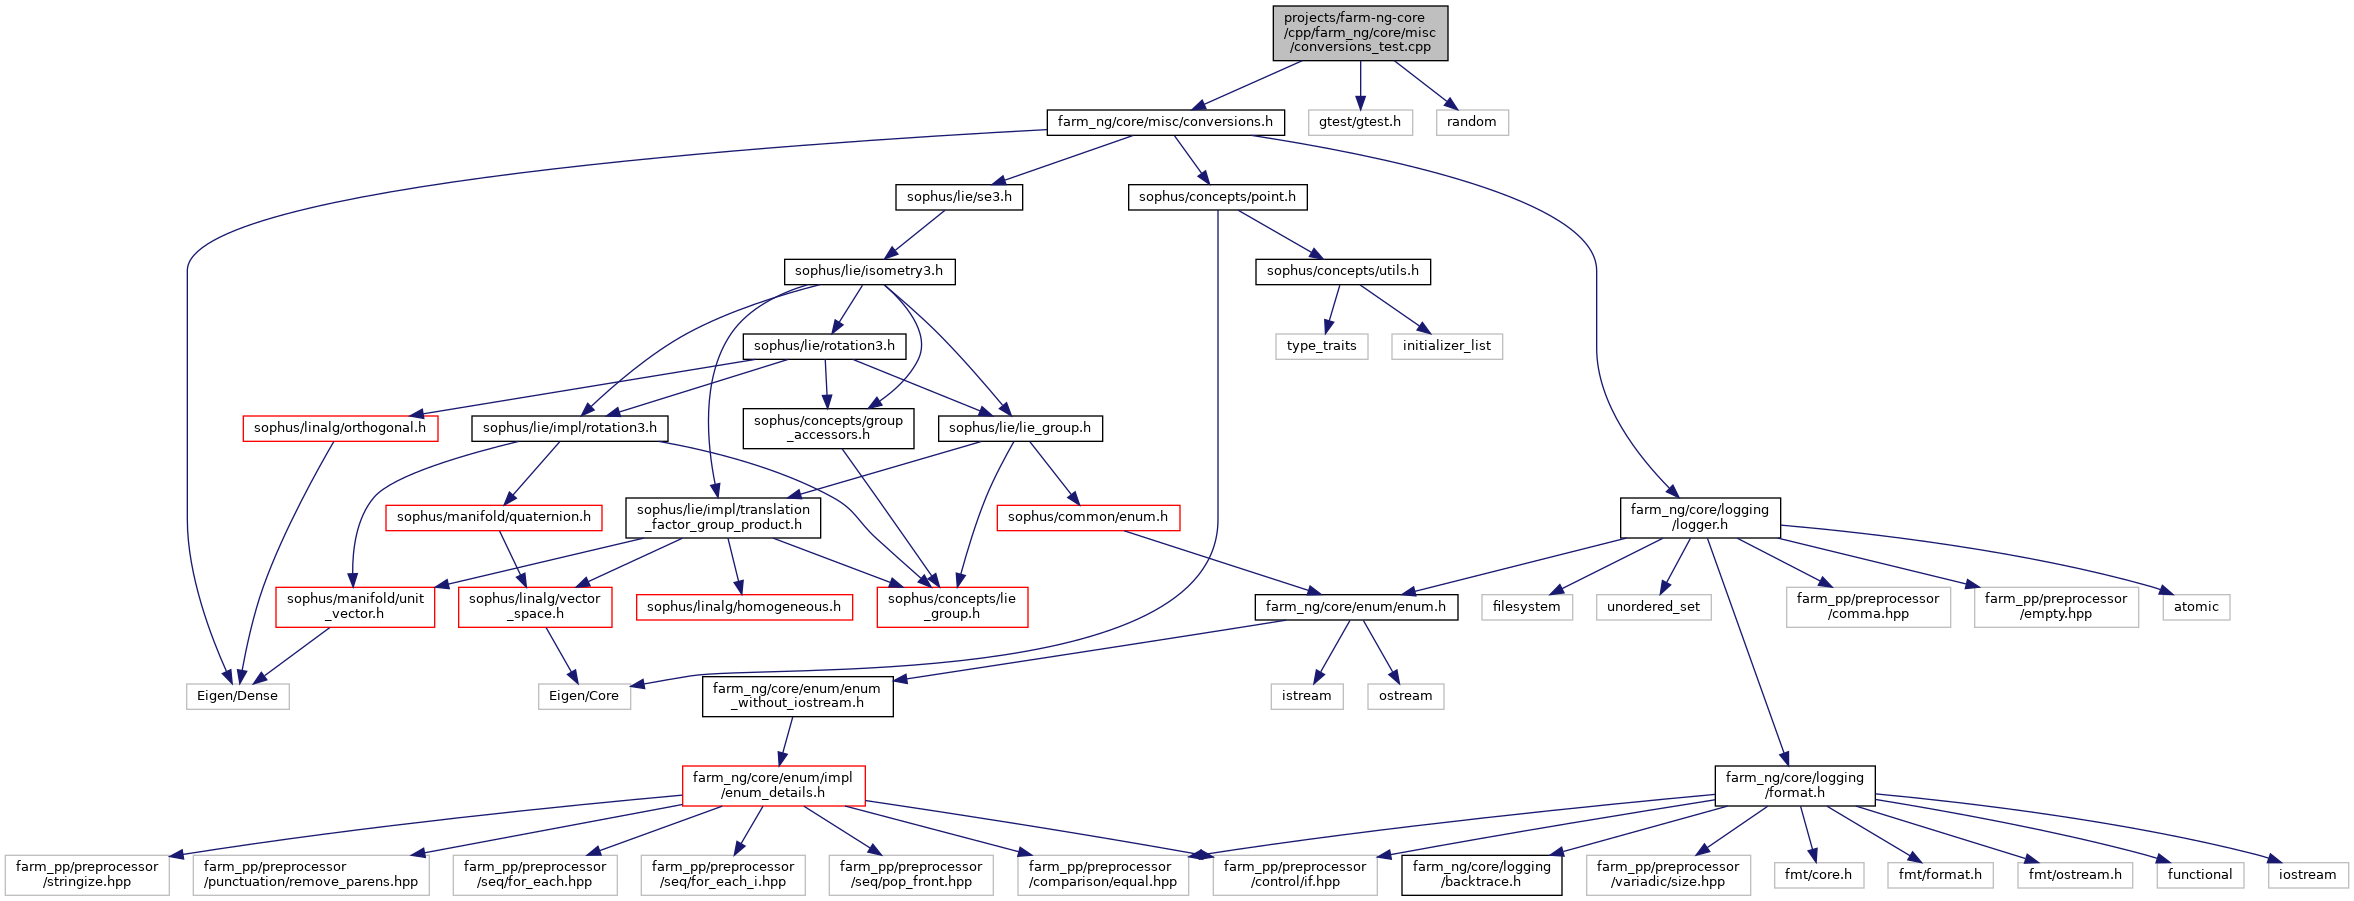 projects/farm-ng-core
/cpp/farm_ng/core/misc
/conversions_test.cpp
farm_ng/core/misc/conversions.h
gtest/gtest.h
random
sophus/lie/se3.h
sophus/concepts/point.h
sophus/lie/isometry3.h
sophus/concepts/utils.h
sophus/lie/rotation3.h
type_traits
initializer_list
sophus/linalg/orthogonal.h
sophus/lie/impl/rotation3.h
sophus/concepts/group
_accessors.h
sophus/lie/lie_group.h
sophus/manifold/quaternion.h
sophus/lie/impl/translation
_factor_group_product.h
sophus/common/enum.h
farm_ng/core/logging
/logger.h
sophus/manifold/unit
_vector.h
sophus/linalg/vector
_space.h
sophus/linalg/homogeneous.h
sophus/concepts/lie
_group.h
farm_ng/core/enum/enum.h
filesystem
unordered_set
farm_pp/preprocessor
/comma.hpp
farm_pp/preprocessor
/empty.hpp
atomic
Eigen/Dense
Eigen/Core
farm_ng/core/enum/enum
_without_iostream.h
istream
ostream
farm_ng/core/enum/impl
/enum_details.h
farm_ng/core/logging
/format.h
farm_pp/preprocessor
/stringize.hpp
farm_pp/preprocessor
/punctuation/remove_parens.hpp
farm_pp/preprocessor
/seq/for_each.hpp
farm_pp/preprocessor
/seq/for_each_i.hpp
farm_pp/preprocessor
/seq/pop_front.hpp
farm_pp/preprocessor
/comparison/equal.hpp
farm_pp/preprocessor
/control/if.hpp
farm_ng/core/logging
/backtrace.h
farm_pp/preprocessor
/variadic/size.hpp
fmt/core.h
fmt/format.h
fmt/ostream.h
functional
iostream